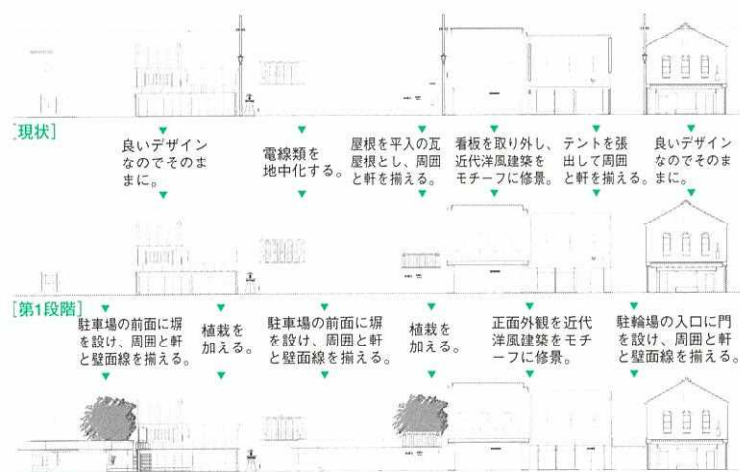 [現状]
良いデザイン
なのでそのま
まに。
電線類を
地中化する。
屋根を平入の瓦
屋根とし、周囲
と軒を揃える。
看板を取り外し、
近代洋風建築を
モチーフに修景。
テントを張
出して周囲
と軒を揃える。
良いデザイン
なのでそのま
まに。
[第1段階]
駐車場の前面に塀
を設け、周囲と軒
と壁面線を揃える。
植栽を
加える。
駐車場の前面に塀
を設け、周囲と軒
と壁面線を揃える。
植栽を
加える。
正面外観を近代
洋風建築をモチ
ーフに修景。
駐輪場の入口に門
を設け、周囲と軒
と壁面線を揃える。